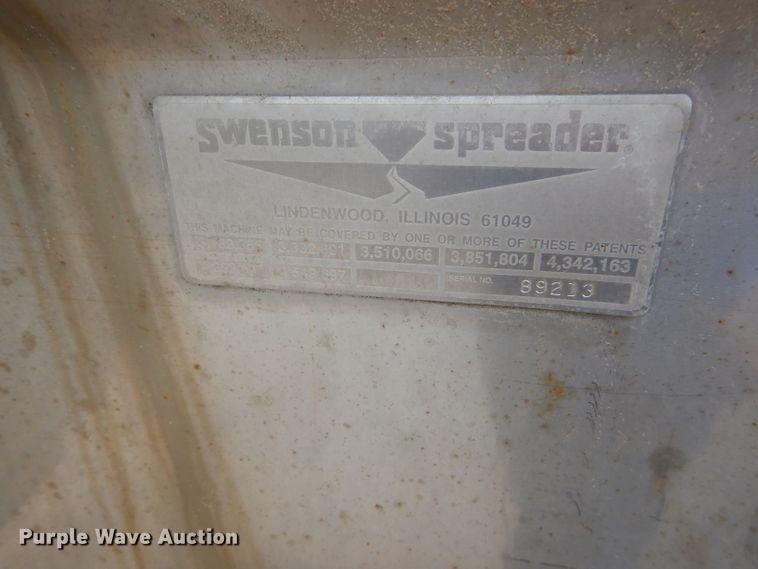 Swenson spreader®
LINDENWOOD, ILLINOIS 61049
THIS MACHINE MAY BE COVERED BY ONE OR MORE OF THESE PATENTS
3,510,066 3,851,804 4,342,163
SERIAL NO. 89213
Purple Wave Auction